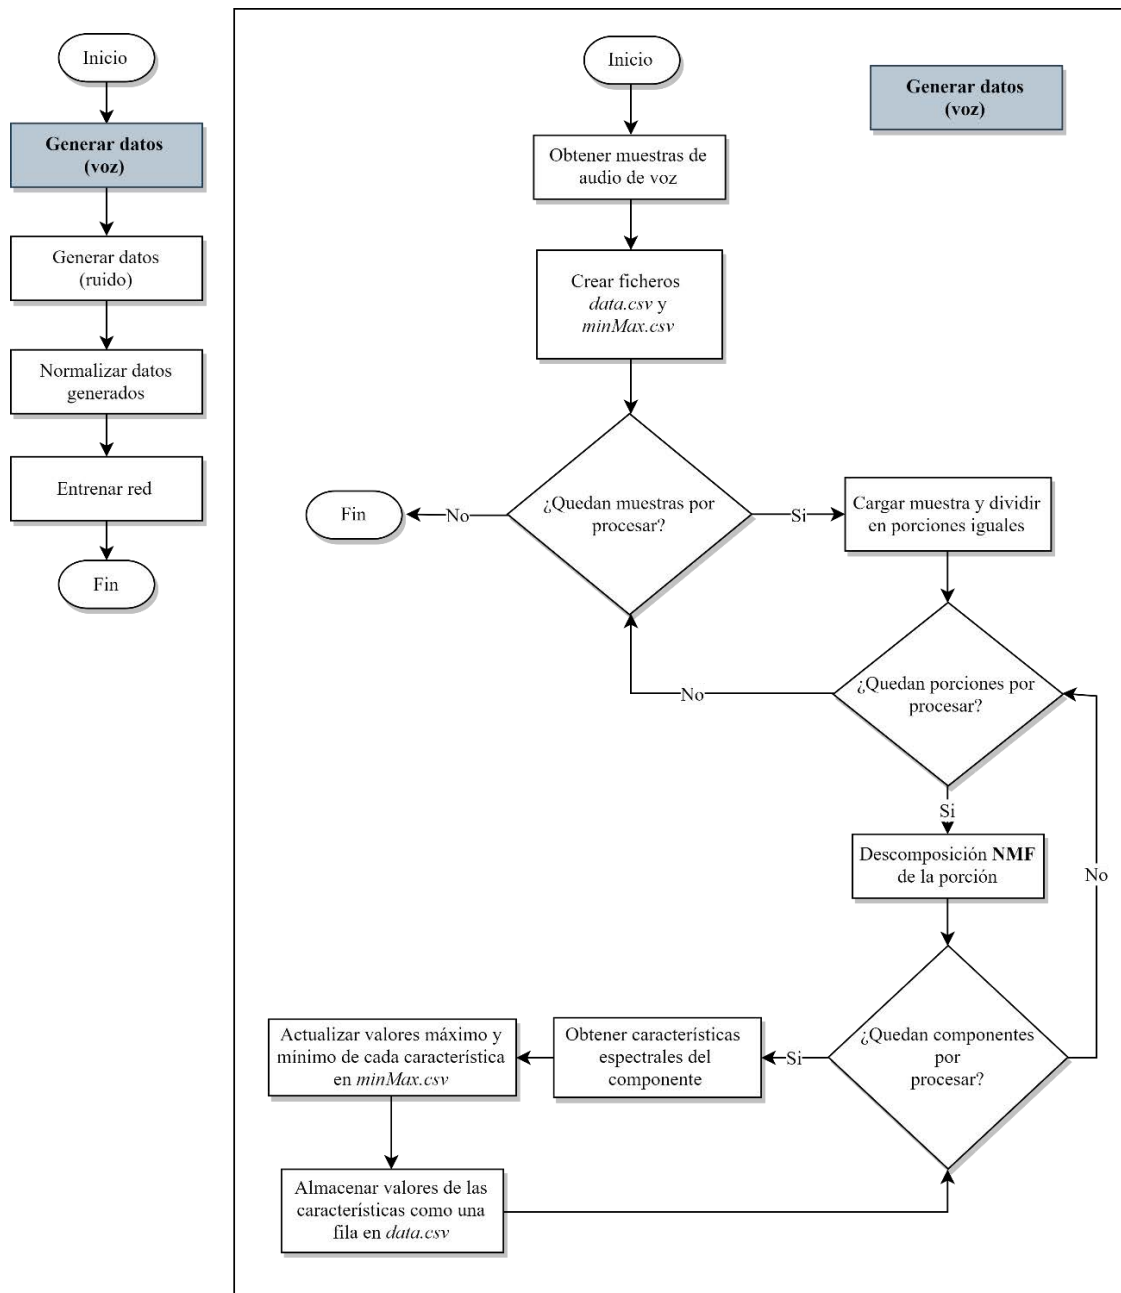 Inicio
Generar datos
(voz)
Generar datos
(ruido)
Normalizar datos
generados
Entrenar red
Fin
Inicio
Generar datos
(voz)
Obtener muestras de
audio de voz
Crear ficheros
data.csv y
minMax.csv
¿Quedan muestras por
procesar?
No
Fin
Si
Cargar muestra y dividir
en porciones iguales
¿Quedan porciones por
procesar?
No
Si
Descomposición NMF
de la porción
No
¿Quedan componentes
por
procesar?
Si
Obtener características
espectrales del
componente
Actualizar valores máximo y
mínimo de cada característica
en minMax.csv
Almacenar valores de las
características como una
fila en data.csv